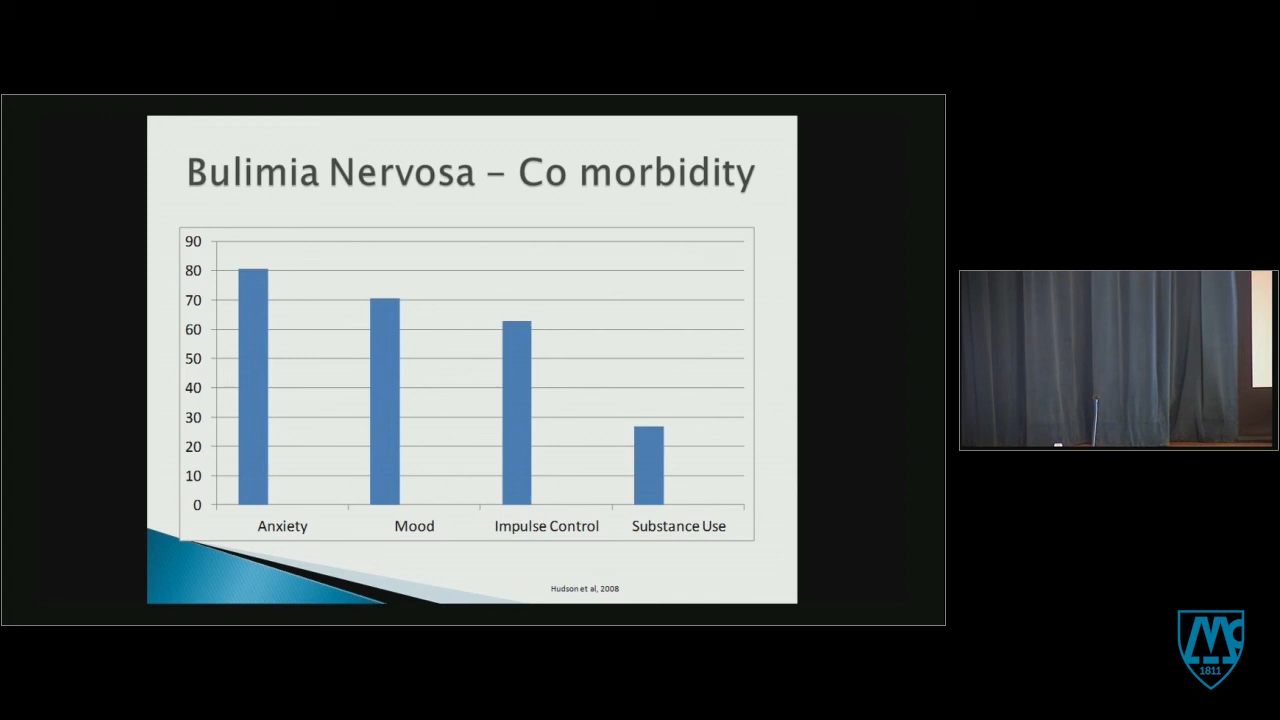 Bulimia Nervosa – Co morbidity
90
80
70
60
50
40
30
20
10
0
Anxiety Mood Impulse Control Substance Use
Hudson et al, 2008
Mc
1811